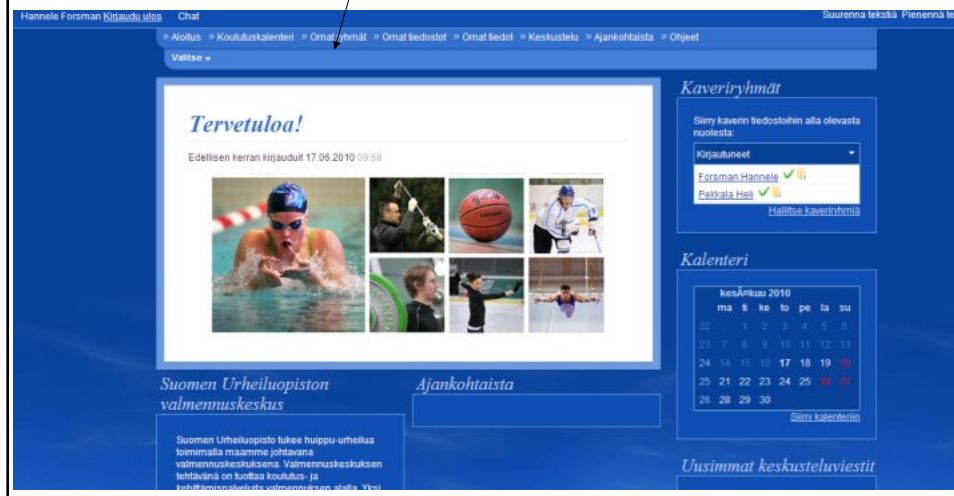 Hannele Forsman Kirjaudu ulos Chat Suurenna tekstiä Pienennä te
» Aloitus » Koulutuskalenteri » Omat ryhmät » Omat tiedostot » Omat tiedot » Keskustelu » Ajankohtaista » Ohjeet
Valitse
Tervetuloa!
Edellisen kerran kirjauduit 17.06.2010 09:58
Suomen Urheiluopiston
valmennuskeskus
Suomen Urheiluopisto tukee huippu-urheilua
toimimalla maamme johtavana
valmennuskeskuksena. Valmennuskeskuksen
tehtävänä on tuottaa koulutus- ja
kehittämispalveluita valmennuksen alalla. Yksi
Ajankohtaista
Kaveriryhmät
Siirry kaverin tiedostoihin alla olevasta
nuolesta:
Kirjautuneet
Forsman Hannele
Pekkala Heli
Hallitse kaveriryhmiä
Kalenteri
kesÃ¤kuu 2010
ma ti ke to pe la su
22 1 2 3 4 5 6
23 7 8 9 10 11 12 13
24 14 15 16 17 18 19 20
25 21 22 23 24 25 26 27
26 28 29 30
Siirry kalenteriin
Uusimmat keskusteluviestit